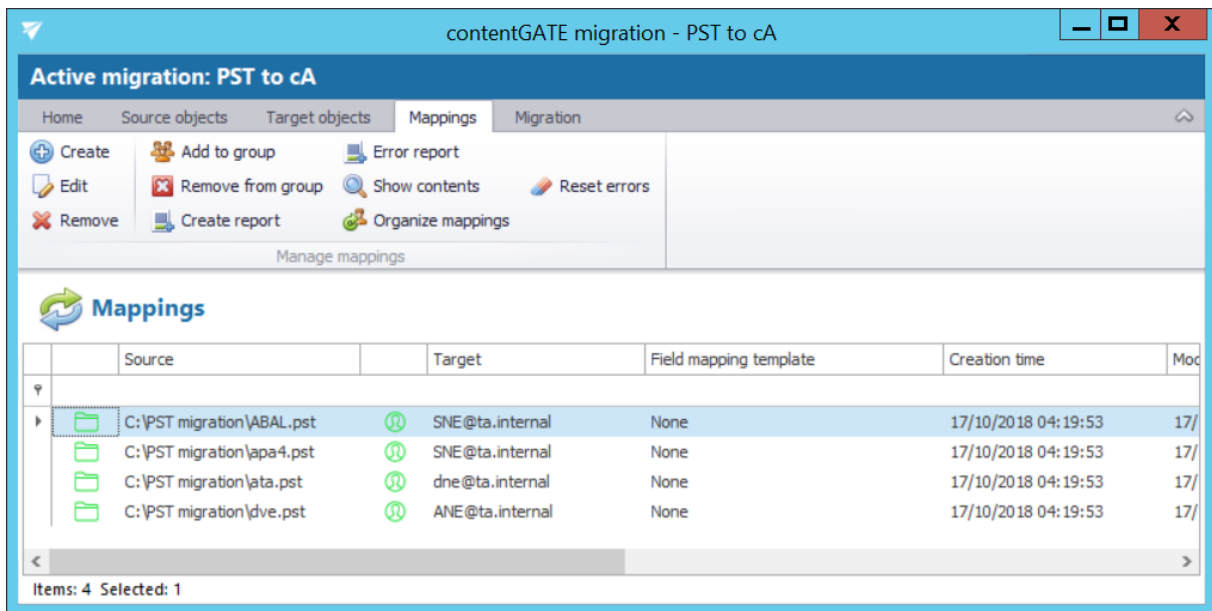 contentGATE migration - PST to cA
X
Active migration: PST to cA
Home Source objects Target objects Mappings Migration
Create Add to group Error report
Edit Remove from group Show contents Reset errors
Remove Create report Organize mappings
Manage mappings
Mappings
Source Target Field mapping template Creation time Moc
C:\PST migration\ABAL.pst SNE@ta.internal None 17/10/2018 04:19:53 17/
C:\PST migration\apa4.pst SNE@ta.internal None 17/10/2018 04:19:53 17/
C:\PST migration\ata.pst dne@ta.internal None 17/10/2018 04:19:53 17/
C:\PST migration\dve.pst ANE@ta.internal None 17/10/2018 04:19:53 17/
Items: 4 Selected: 1